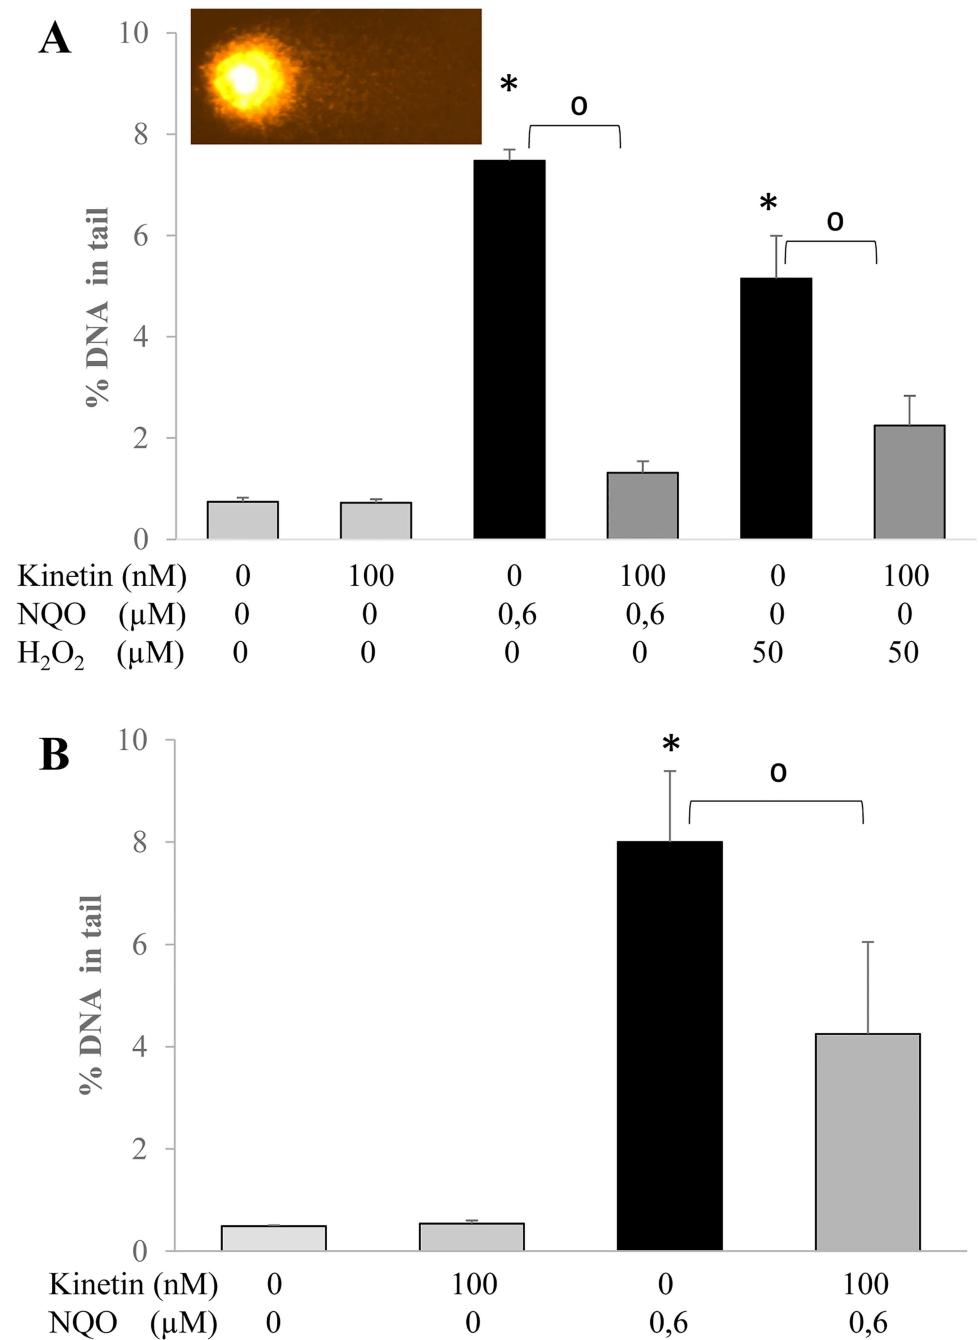 A
10
8
6
4
2
0
% DNA in tail
* o * o
Kinetin (nM) 0 100 0 100 0 100
NQO (µM) 0 0 0,6 0,6 0 0
H₂O₂ (µM) 0 0 0 0 50 50
B
10
8
6
4
2
0
% DNA in tail
* o
Kinetin (nM) 0 100 0 100
NQO (µM) 0 0 0,6 0,6